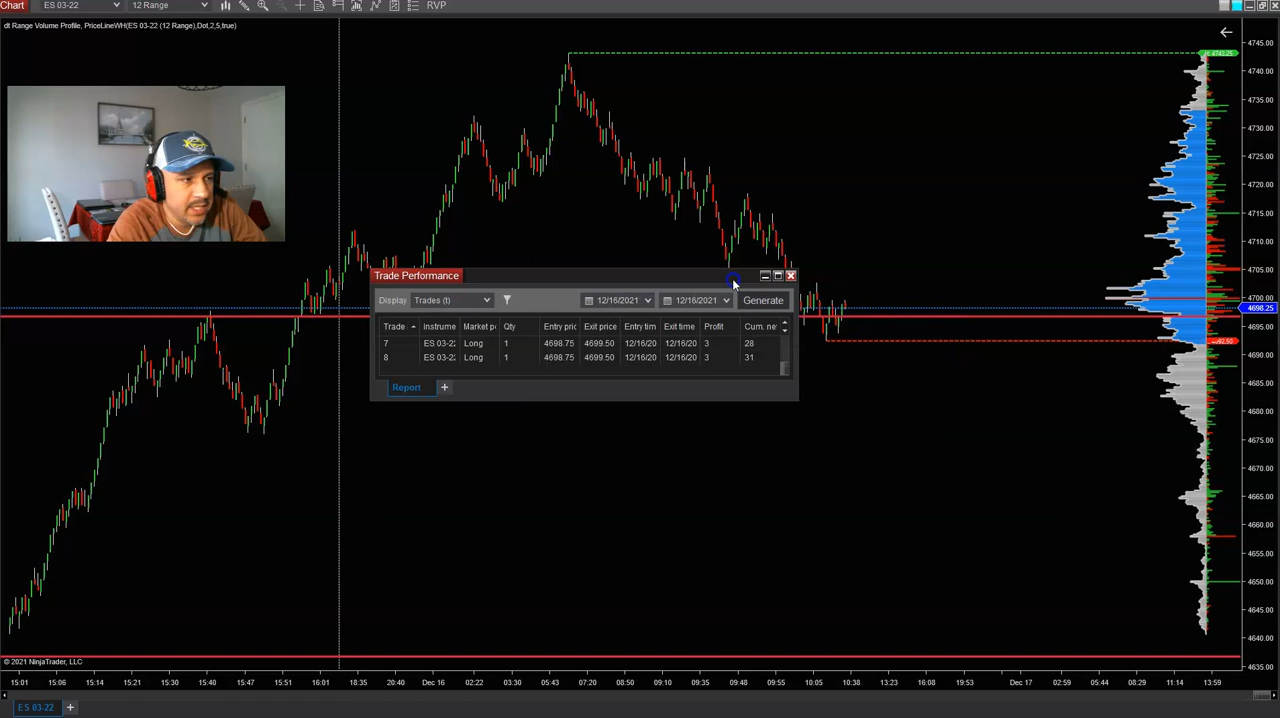 Chart ES 03-22 12 Range RVP
dt Range Volume Profile, PriceLineWH(ES 03-22 (12 Range),Dot,2,5,true)
4745.00
4743.25
4740.00
4735.00
4730.00
4725.00
4720.00
4715.00
4710.00
4705.00
4700.00
4698.25
4695.00
4690.00
4685.00
4680.00
4675.00
4670.00
4665.00
4660.00
4655.00
4650.00
4645.00
4640.00
4635.00
Trade Performance
Display Trades (t) 12/16/2021 12/16/2021 Generate
Trade Instrume Market p Qty Entry pric Exit price Entry tim Exit time Profit Cum. ne
7 ES 03-22 Long 1 4698.75 4699.50 12/16/20 12/16/20 3 28
8 ES 03-22 Long 1 4698.75 4699.50 12/16/20 12/16/20 3 31
Report +
© 2021 NinjaTrader, LLC
15:01 15:06 15:14 15:21 15:30 15:40 15:47 15:51 16:01 18:35 20:40 Dec 16 02:22 03:30 05:43 07:20 08:50 09:10 09:35 09:48 09:56 10:05 10:38 13:23 16:08 19:53 Dec 17 02:59 05:44 08:29 11:14 13:59
ES 03-22 +